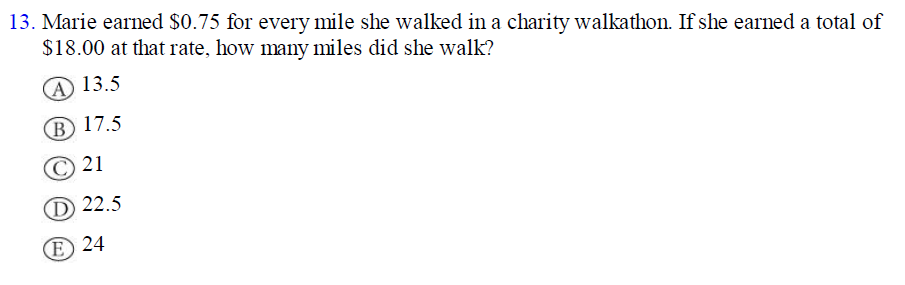 13. Marie earned $0.75 for every mile she walked in a charity walkathon. If she earned a total of
$18.00 at that rate, how many miles did she walk?
A 13.5
B 17.5
C 21
D 22.5
E 24